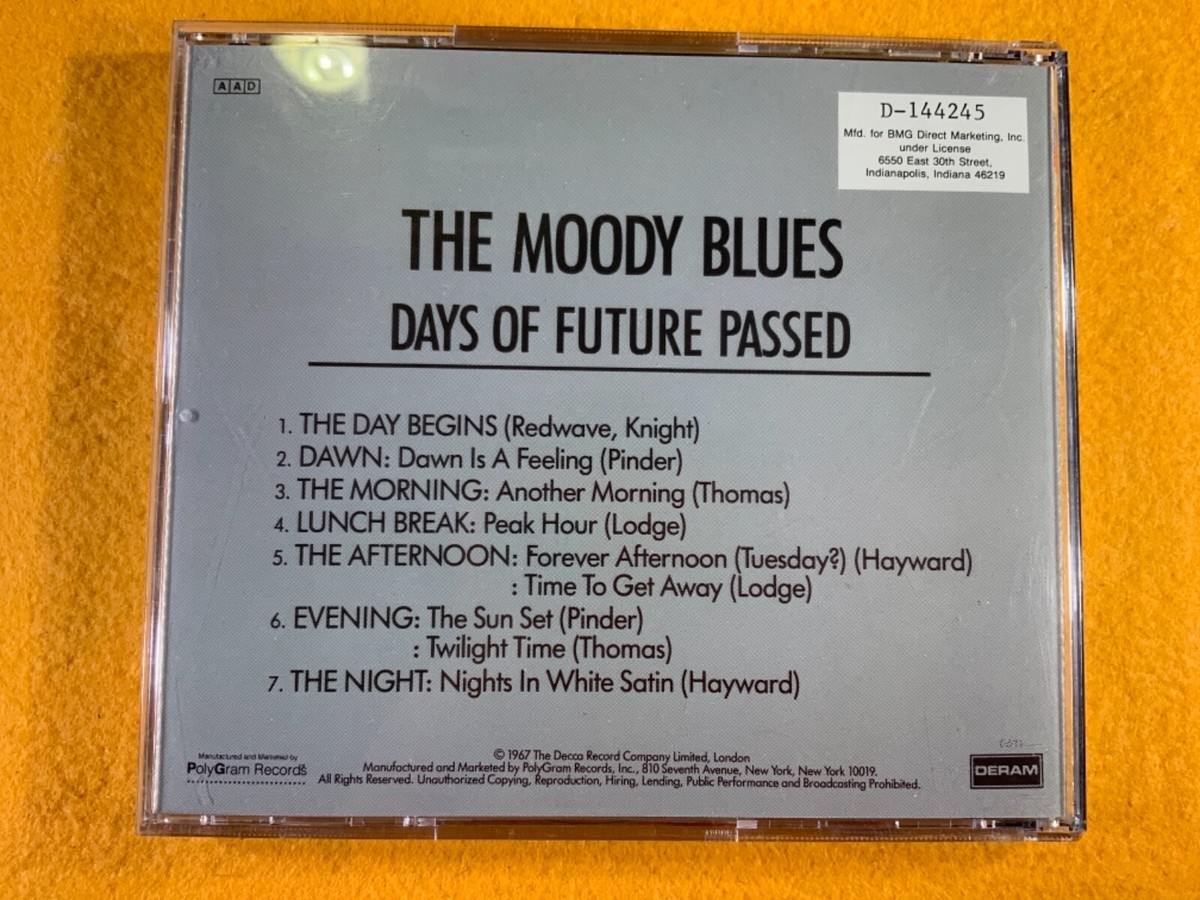 AAD
D-144245
Mfd. for BMG Direct Marketing, Inc.
under License
6550 East 30th Street,
Indianapolis, Indiana 46219
THE MOODY BLUES
DAYS OF FUTURE PASSED
1. THE DAY BEGINS (Redwave, Knight)
2. DAWN: Dawn Is A Feeling (Pinder)
3. THE MORNING: Another Morning (Thomas)
4. LUNCH BREAK: Peak Hour (Lodge)
5. THE AFTERNOON: Forever Afternoon (Tuesday?) (Hayward)
: Time To Get Away (Lodge)
6. EVENING: The Sun Set (Pinder)
: Twilight Time (Thomas)
7. THE NIGHT: Nights In White Satin (Hayward)
Manufactured and Marketed by
PolyGram Records
© 1967 The Decca Record Company Limited, London
Manufactured and Marketed by PolyGram Records, Inc., 810 Seventh Avenue, New York, New York 10019.
All Rights Reserved. Unauthorized Copying, Reproduction, Hiring, Lending, Public Performance and Broadcasting Prohibited.
DERAM